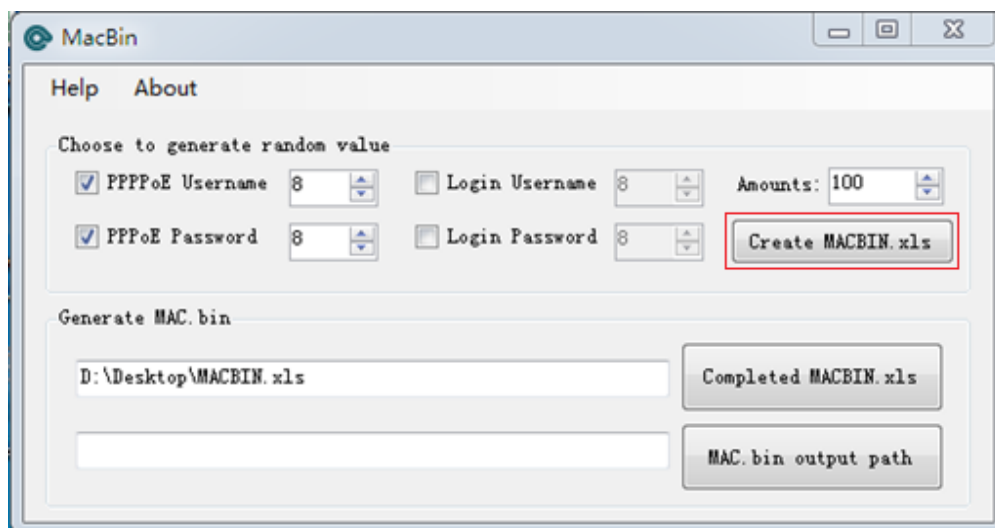 MacBin
Help About
Choose to generate random value
PPPPoE Username 8 Login Username 8 Amounts: 100
PPPoE Password 8 Login Password 8 Create MACBIN.xls
Generate MAC.bin
D:\Desktop\MACBIN.xls Completed MACBIN.xls
MAC.bin output path